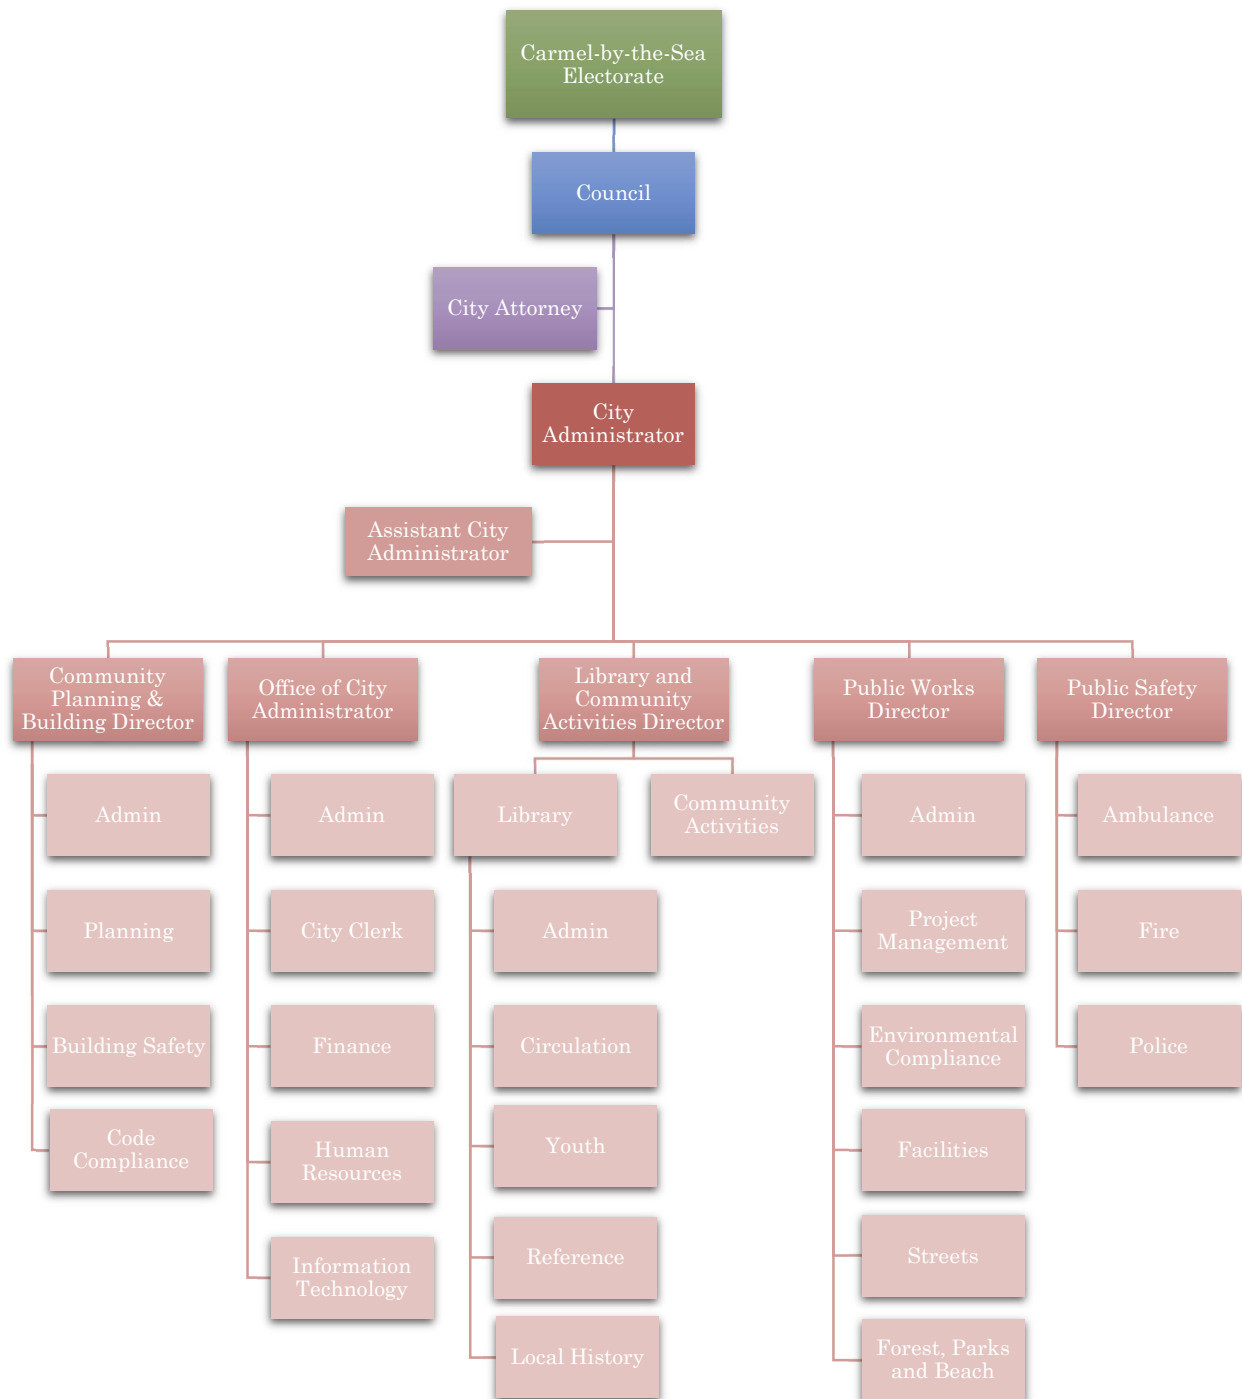 Carmel-by-the-Sea
Electorate
Council
City Attorney
City
Administrator
Assistant City
Administrator
Community
Planning &
Building Director
Office of City
Administrator
Library and
Community
Activities Director
Public Works
Director
Public Safety
Director
Admin
Planning
Building Safety
Code
Compliance
Admin
City Clerk
Finance
Human
Resources
Information
Technology
Library
Community
Activities
Admin
Circulation
Youth
Reference
Local History
Admin
Project
Management
Environmental
Compliance
Facilities
Streets
Forest, Parks
and Beach
Ambulance
Fire
Police